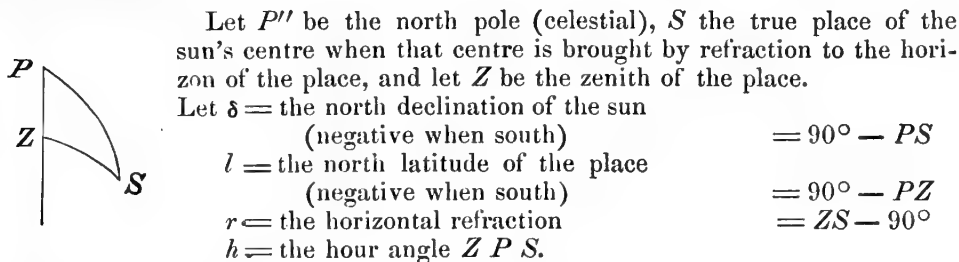 Let P″ be the north pole (celestial), S the true place of the
sun's centre when that centre is brought by refraction to the hori-
zon of the place, and let Z be the zenith of the place.
Let δ = the north declination of the sun
(negative when south) = 90° — PS
l = the north latitude of the place
(negative when south) = 90° — PZ
r = the horizontal refraction = ZS — 90°
h = the hour angle Z P S.
P
Z
S